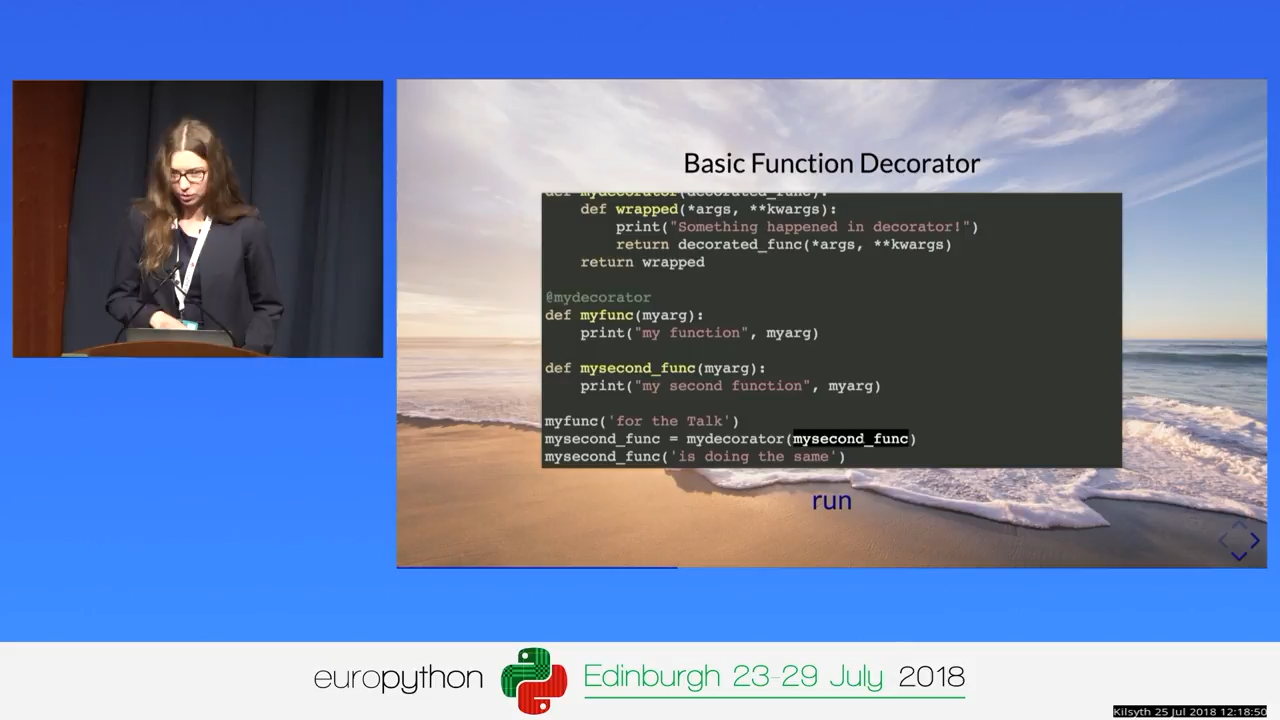 Basic Function Decorator
def mydecorator(decorated_func):
def wrapped(*args, **kwargs):
print("Something happened in decorator!")
return decorated_func(*args, **kwargs)
return wrapped
@mydecorator
def myfunc(myarg):
print("my function", myarg)
def mysecond_func(myarg):
print("my second function", myarg)
myfunc('for the Talk')
mysecond_func = mydecorator(mysecond_func)
mysecond_func('is doing the same')
run
europython
Edinburgh 23-29 July 2018
Kilsyth 25 Jul 2018 12:18:50